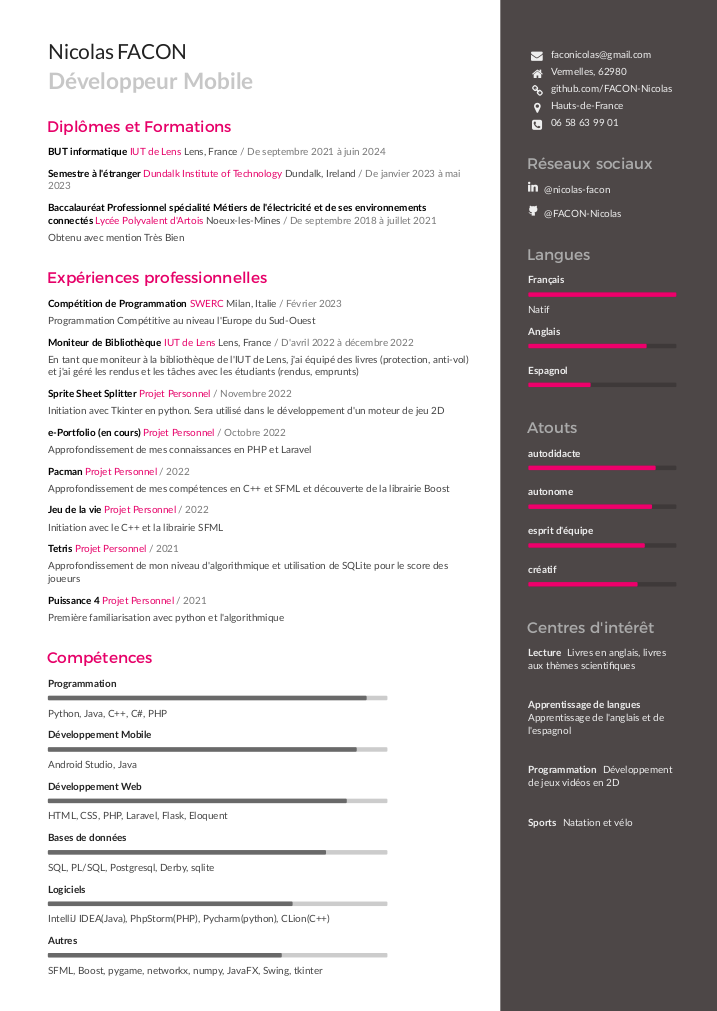 Nicolas FACON
Développeur Mobile
Diplômes et Formations
BUT informatique IUT de Lens Lens, France / De septembre 2021 à juin 2024
Semestre à l'étranger Dundalk Institute of Technology Dundalk, Ireland / De janvier 2023 à mai
2023
Baccalauréat Professionnel spécialité Métiers de l'électricité et de ses environnements
connectés Lycée Polyvalent d'Artois Noeux-les-Mines / De septembre 2018 à juillet 2021
Obtenu avec mention Très Bien
Expériences professionnelles
Compétition de Programmation SWERC Milan, Italie / Février 2023
Programmation Compétitive au niveau l'Europe du Sud-Ouest
Moniteur de Bibliothèque IUT de Lens Lens, France / D'avril 2022 à décembre 2022
En tant que moniteur à la bibliothèque de l'IUT de Lens, j'ai équipé des livres (protection, anti-vol)
et j'ai géré les rendus et les tâches avec les étudiants (rendus, emprunts)
Sprite Sheet Splitter Projet Personnel / Novembre 2022
Initiation avec Tkinter en python. Sera utilisé dans le développement d'un moteur de jeu 2D
e-Portfolio (en cours) Projet Personnel / Octobre 2022
Approfondissement de mes connaissances en PHP et Laravel
Pacman Projet Personnel / 2022
Approfondissement de mes compétences en C++ et SFML et découverte de la librairie Boost
Jeu de la vie Projet Personnel / 2022
Initiation avec le C++ et la librairie SFML
Tetris Projet Personnel / 2021
Approfondissement de mon niveau d'algorithmique et utilisation de SQLite pour le score des
joueurs
Puissance 4 Projet Personnel / 2021
Première familiarisation avec python et l'algorithmique
Compétences
Programmation
Python, Java, C++, C#, PHP
Développement Mobile
Android Studio, Java
Développement Web
HTML, CSS, PHP, Laravel, Flask, Eloquent
Bases de données
SQL, PL/SQL, Postgresql, Derby, sqlite
Logiciels
IntelliJ IDEA(Java), PhpStorm(PHP), Pycharm(python), CLion(C++)
Autres
SFML, Boost, pygame, networkx, numpy, JavaFX, Swing, tkinter
faconicolas@gmail.com
Vermelles, 62980
github.com/FACON-Nicolas
Hauts-de-France
06 58 63 99 01
Réseaux sociaux
@nicolas-facon
@FACON-Nicolas
Langues
Français
Natif
Anglais
Espagnol
Atouts
autodidacte
autonome
esprit d'équipe
créatif
Centres d'intérêt
Lecture Livres en anglais, livres
aux thèmes scientifiques
Apprentissage de langues
Apprentissage de l'anglais et de
l'espagnol
Programmation Développement
de jeux vidéos en 2D
Sports Natation et vélo